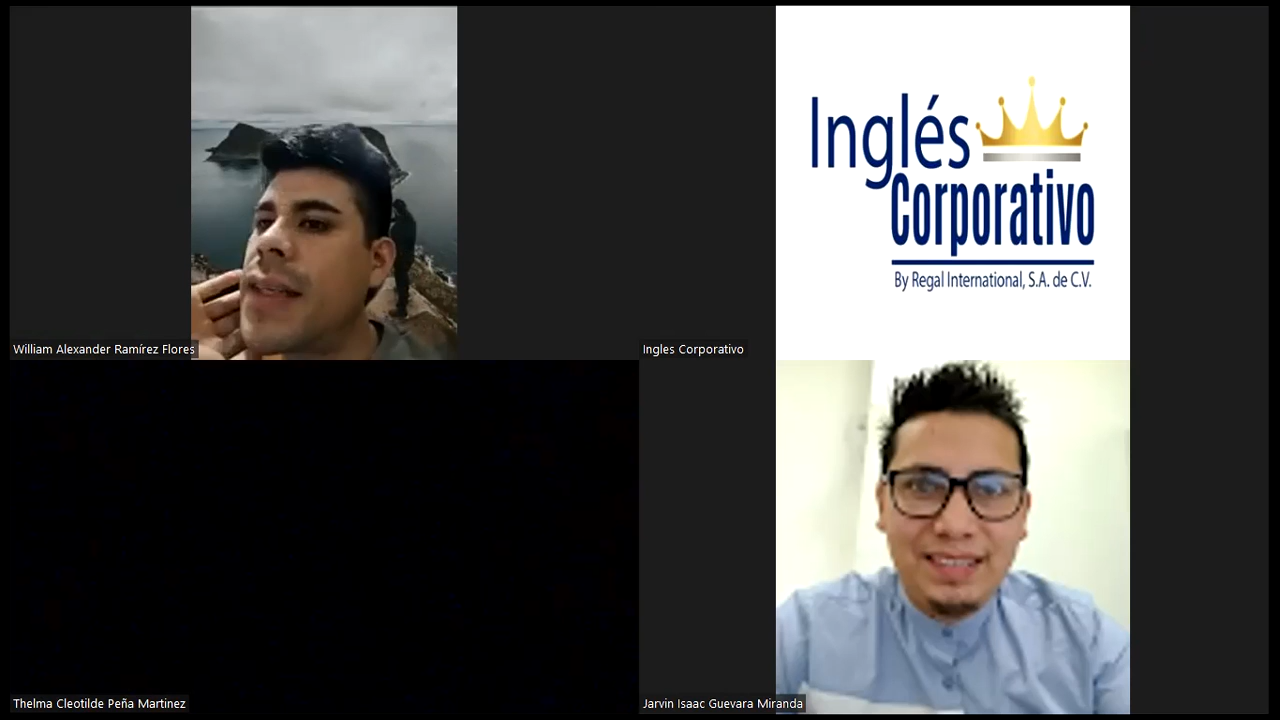 Inglés
Corporativo
By Regal International, S.A. de C.V.
William Alexander Ramírez Flores
Ingles Corporativo
Thelma Cleotilde Peña Martinez
Jarvin Isaac Guevara Miranda